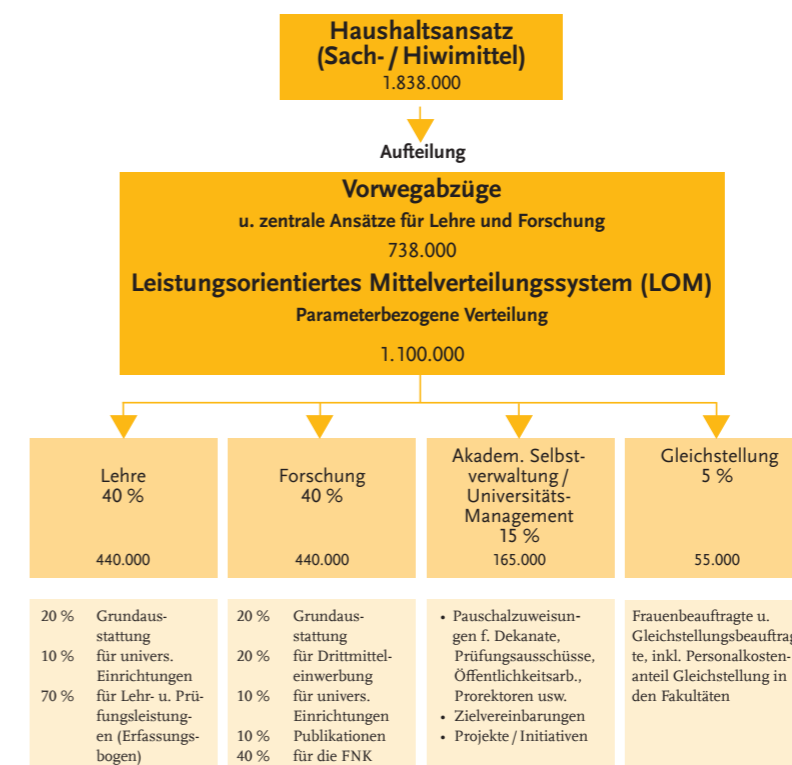 Haushaltsansatz
(Sach- / Hiwimittel)
1.838.000
Aufteilung
Vorwegabzüge
u. zentrale Ansätze für Lehre und Forschung
738.000
Leistungsorientiertes Mittelverteilungssystem (LOM)
Parameterbezogene Verteilung
1.100.000
Lehre
40 %
440.000
Forschung
40 %
440.000
Akadem. Selbst-
verwaltung /
Universitäts-
Management
15 %
165.000
Gleichstellung
5 %
55.000
20 % Grundaus-
stattung
10 % für univers.
Einrichtungen
70 % für Lehr- u. Prü-
fungsleistung-
en (Erfassungs-
bogen)
20 % Grundaus-
stattung
20 % für Drittmittel-
einwerbung
10 % für univers.
Einrichtungen
10 % Publikationen
40 % für die FNK
• Pauschalzuweisun-
gen f. Dekanate,
Prüfungsausschüsse,
Öffentlichkeitsarb.,
Prorektoren usw.
• Zielvereinbarungen
• Projekte / Initiativen
Frauenbeauftragte u.
Gleichstellungsbeauftrag
te, inkl. Personalkosten-
anteil Gleichstellung in
den Fakultäten